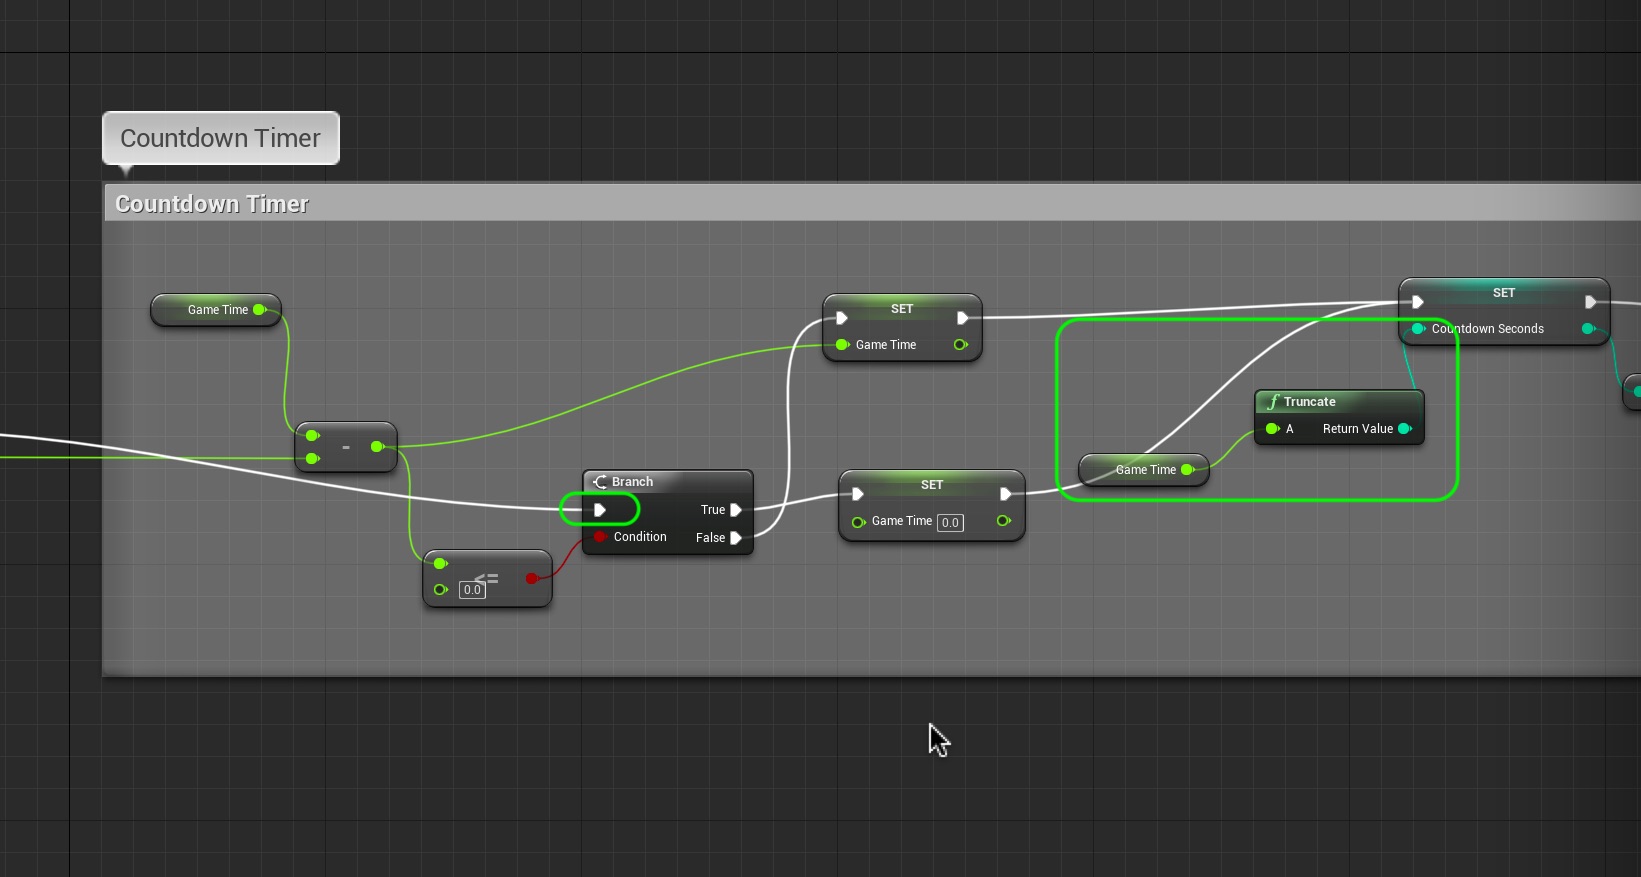 Countdown Timer
Countdown Timer
Game Time
-
SET
Game Time
SET
Countdown Seconds
f Truncate
A Return Value
Game Time
Branch
True
Condition False
SET
Game Time 0.0
<=
0.0